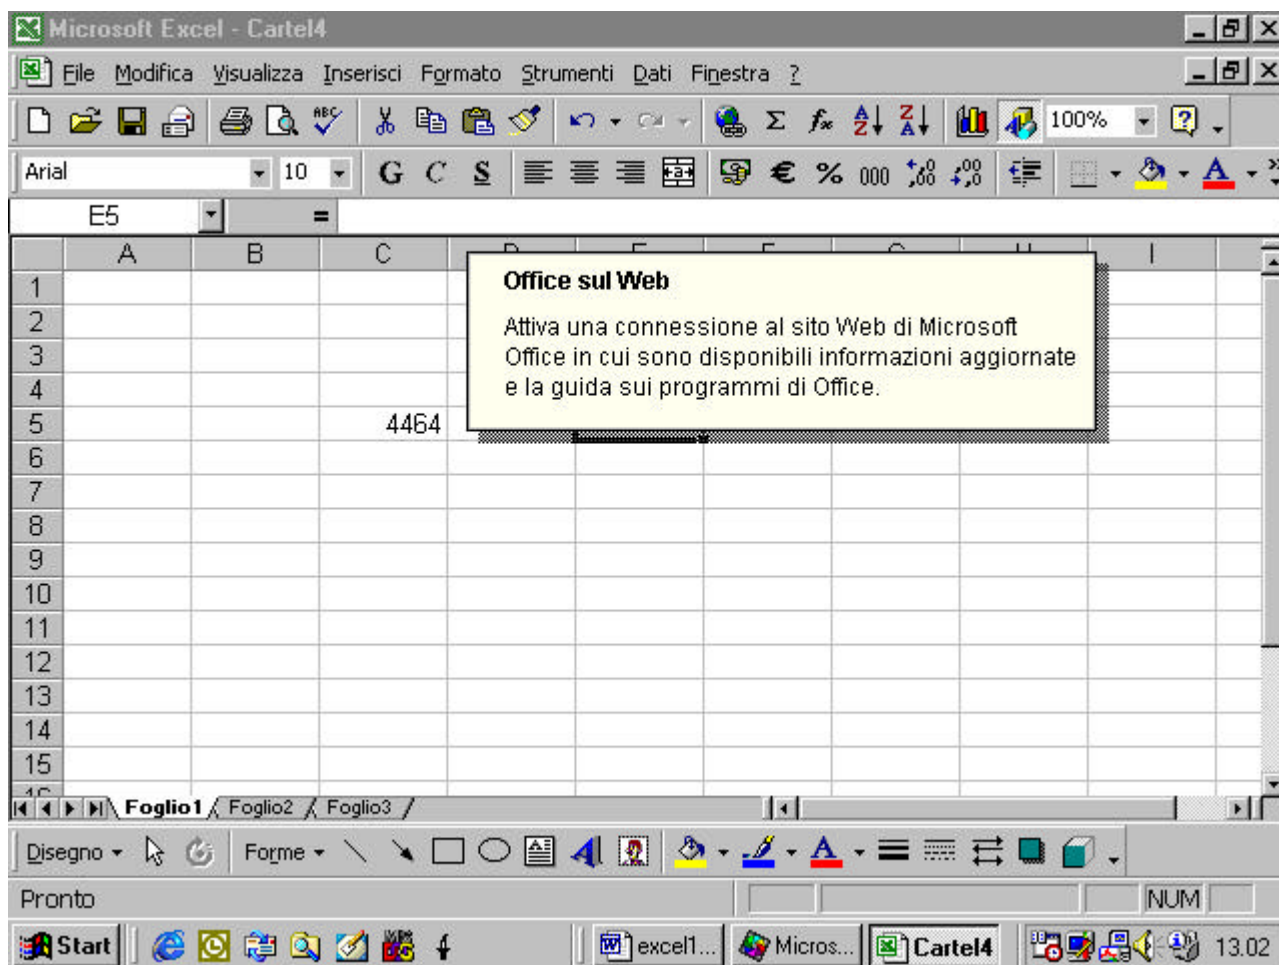 Microsoft Excel - Cartel4
File Modifica Visualizza Inserisci Formato Strumenti Dati Finestra ?
ABC Σ fx A Z Z A 100% ?
Arial 10 G C S a € % 000 A
E5 =
A B C I
Office sul Web
Attiva una connessione al sito Web di Microsoft
Office in cui sono disponibili informazioni aggiornate
e la guida sui programmi di Office.
1
2
3
4
5 4464
6
7
8
9
10
11
12
13
14
15
Foglio1 Foglio2 Foglio3
Disegno Forme A A
Pronto NUM
Start excel1... Micros... Cartel4 13.02